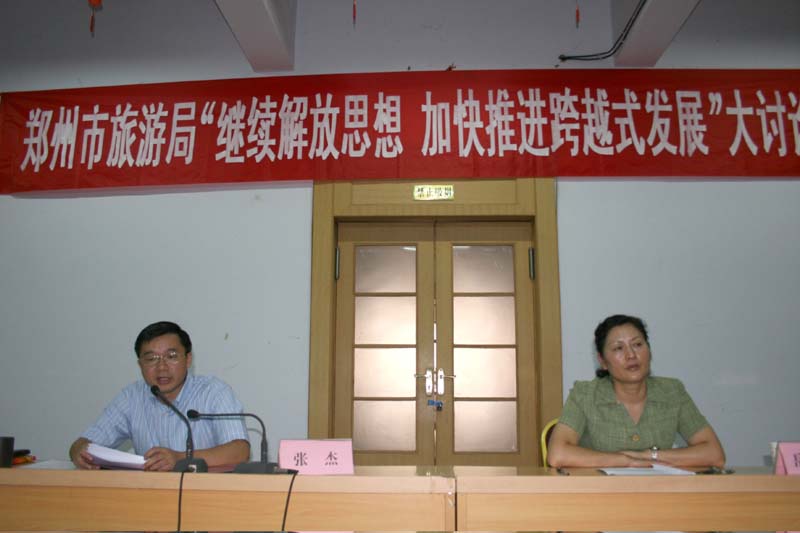 郑州市旅游局“继续解放思想 加快推进跨越式发展”大讨论
禁止吸烟
张 杰